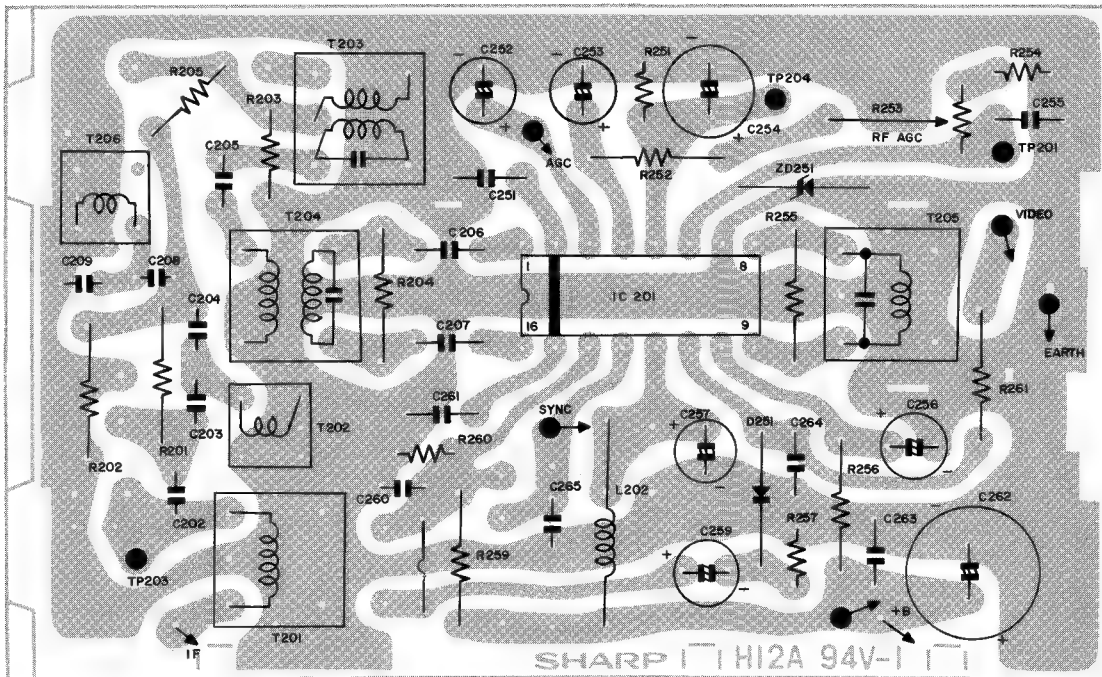 T203
C252
C253
R251
R254
R205
R203
TP204
R253
C255
C254
RF AGC
T206
C205
AGC
R252
TP201
C251
ZD251
T204
R255
T205
VIDEO
C206
C209
C208
R204
1
8
IC 201
C204
C207
16
9
EARTH
C261
SYNC
C257
D251
C264
C256
R261
C203
T202
R260
R202
R201
C260
C265
L202
R256
C262
C202
R259
C259
R257
C263
TP203
+B
IF
T201
SHARP H12A 94V-1